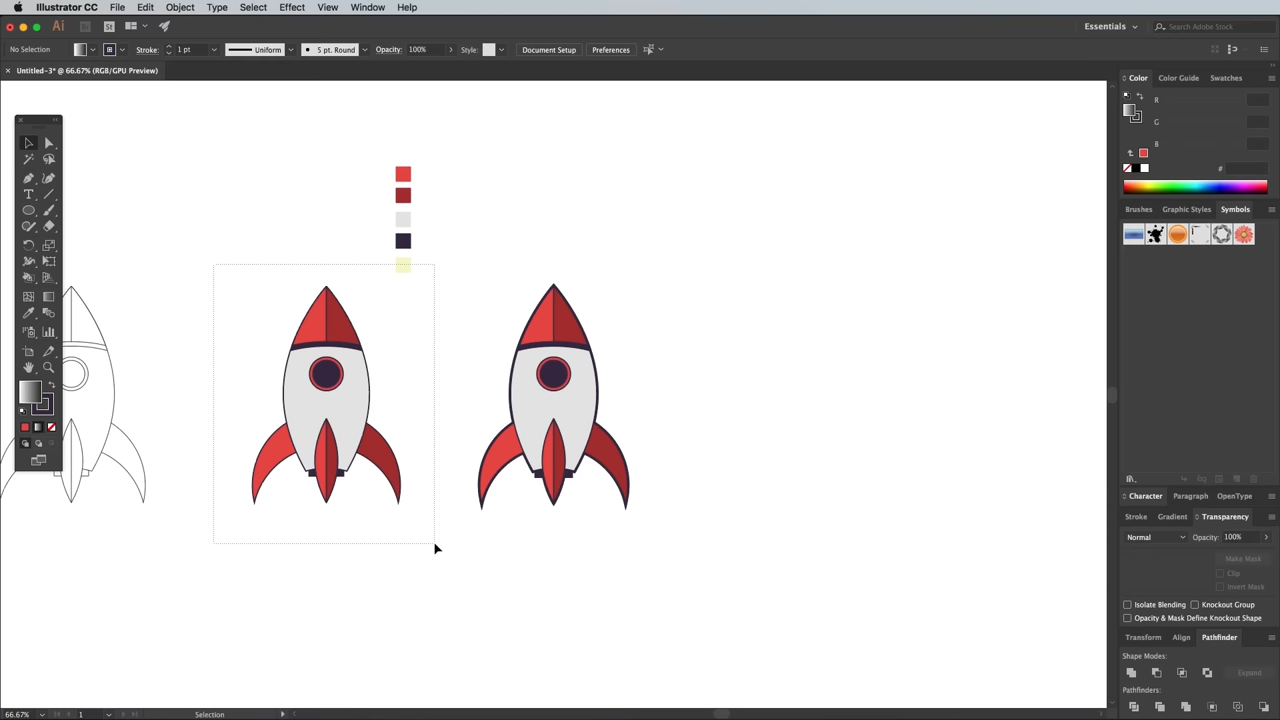 Illustrator CC File Edit Object Type Select Effect View Window Help
Ai Br St Essentials Search Adobe Stock
No Selection Stroke: 1 pt Uniform 5 pt. Round Opacity: 100% Style: Document Setup Preferences
Untitled-3* @ 66.67% (RGB/GPU Preview)
Color Color Guide Swatches
R
G
B
#
Brushes Graphic Styles Symbols
T
Character Paragraph OpenType
Stroke Gradient Transparency
Normal Opacity: 100%
Make Mask
Clip
Invert Mask
Isolate Blending Knockout Group
Opacity & Mask Define Knockout Shape
Transform Align Pathfinder
Shape Modes:
Expand
Pathfinders:
66.67% 1 Selection